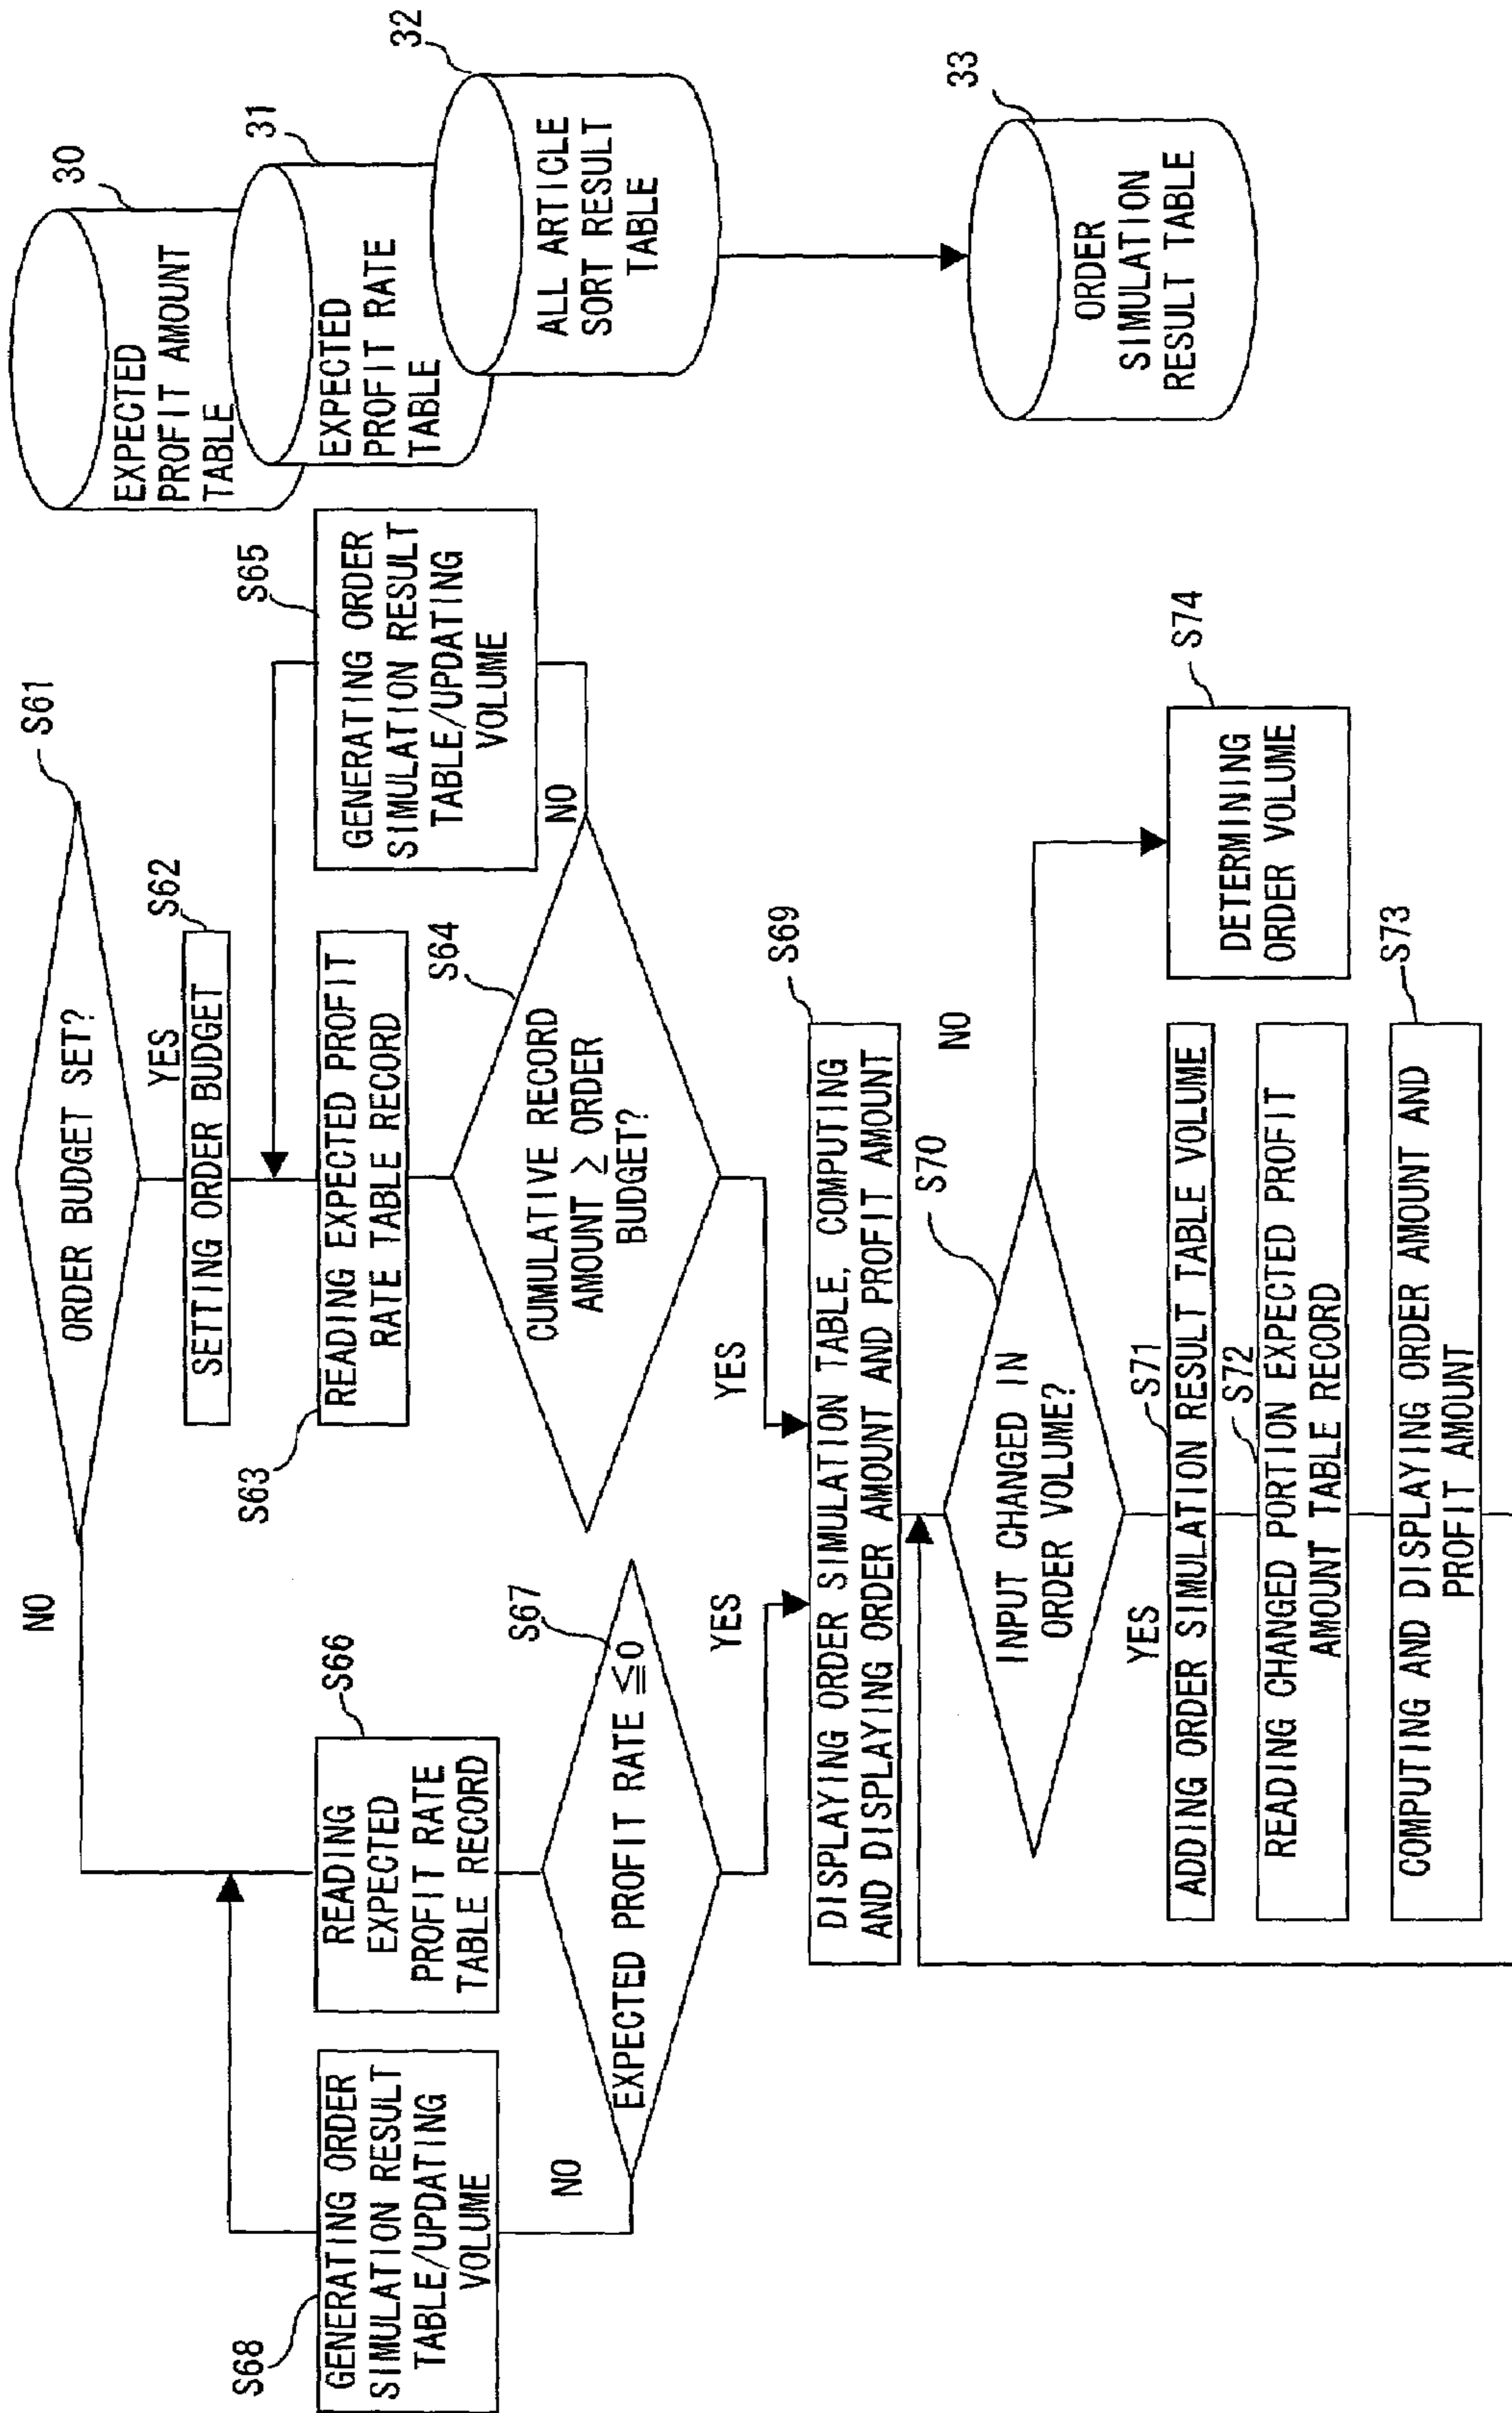 ORDER BUDGET SET?
S61
NO
YES
S62
SETTING ORDER BUDGET
S63
READING EXPECTED PROFIT
RATE TABLE RECORD
S64
CUMULATIVE RECORD
AMOUNT ≥ ORDER
BUDGET?
NO
YES
S65
GENERATING ORDER
SIMULATION RESULT
TABLE/UPDATING
VOLUME
S66
READING
EXPECTED
PROFIT RATE
TABLE RECORD
S67
EXPECTED PROFIT RATE ≦0
NO
YES
S68
GENERATING ORDER
SIMULATION RESULT
TABLE/UPDATING
VOLUME
S69
DISPLAYING ORDER SIMULATION TABLE, COMPUTING
AND DISPLAYING ORDER AMOUNT AND PROFIT AMOUNT
S70
INPUT CHANGED IN
ORDER VOLUME?
NO
YES
S71
ADDING ORDER SIMULATION RESULT TABLE VOLUME
S72
READING CHANGED PORTION EXPECTED PROFIT
AMOUNT TABLE RECORD
S73
COMPUTING AND DISPLAYING ORDER AMOUNT AND
PROFIT AMOUNT
S74
DETERMINING
ORDER VOLUME
30
EXPECTED
PROFIT AMOUNT
TABLE
31
EXPECTED
PROFIT RATE
TABLE
32
ALL ARTICLE
SORT RESULT
TABLE
33
ORDER
SIMULATION
RESULT TABLE